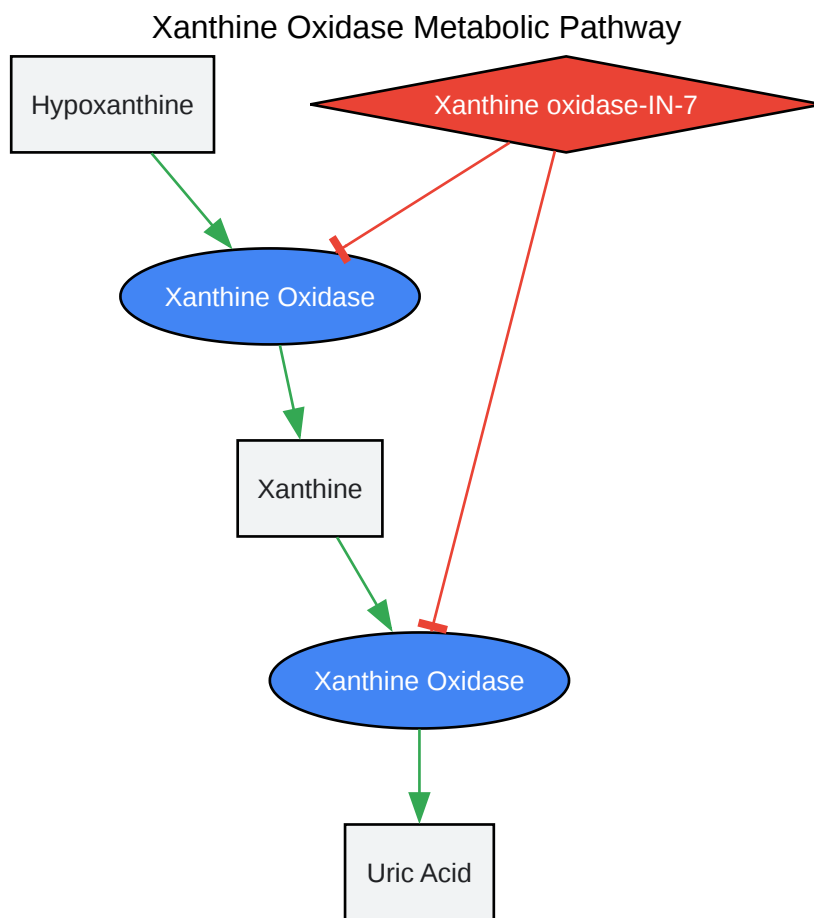 Xanthine Oxidase Metabolic Pathway
Hypoxanthine
Xanthine oxidase-IN-7
Xanthine Oxidase
Xanthine
Xanthine Oxidase
Uric Acid